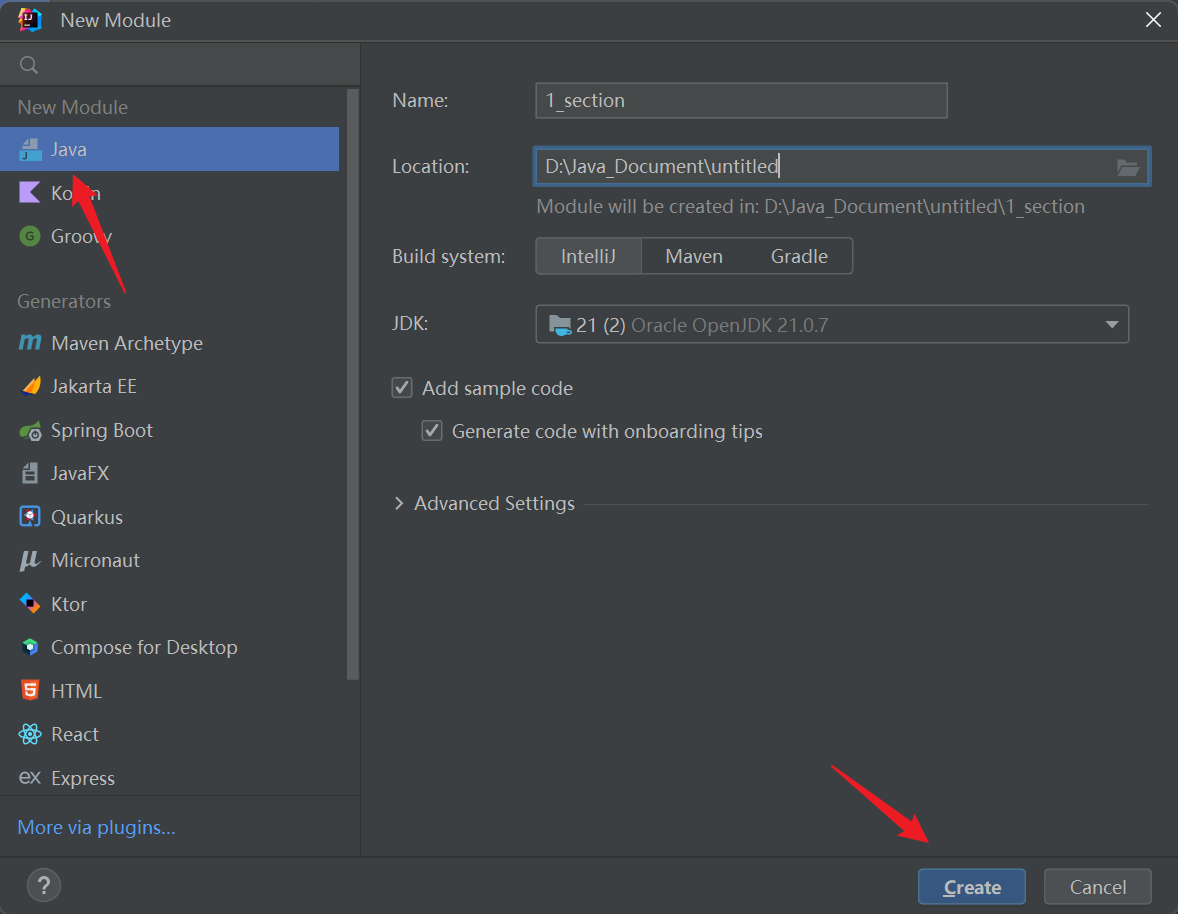 New Module
New Module
Java
Kotlin
Groovy
Generators
Maven Archetype
Jakarta EE
Spring Boot
JavaFX
Quarkus
Micronaut
Ktor
Compose for Desktop
HTML
React
ex Express
More via plugins...
?
Name: 1_section
Location: D:\Java_Document\untitled
Module will be created in: D:\Java_Document\untitled\1_section
Build system: IntelliJ Maven Gradle
JDK: 21 (2) Oracle OpenJDK 21.0.7
Add sample code
Generate code with onboarding tips
Advanced Settings
Create Cancel